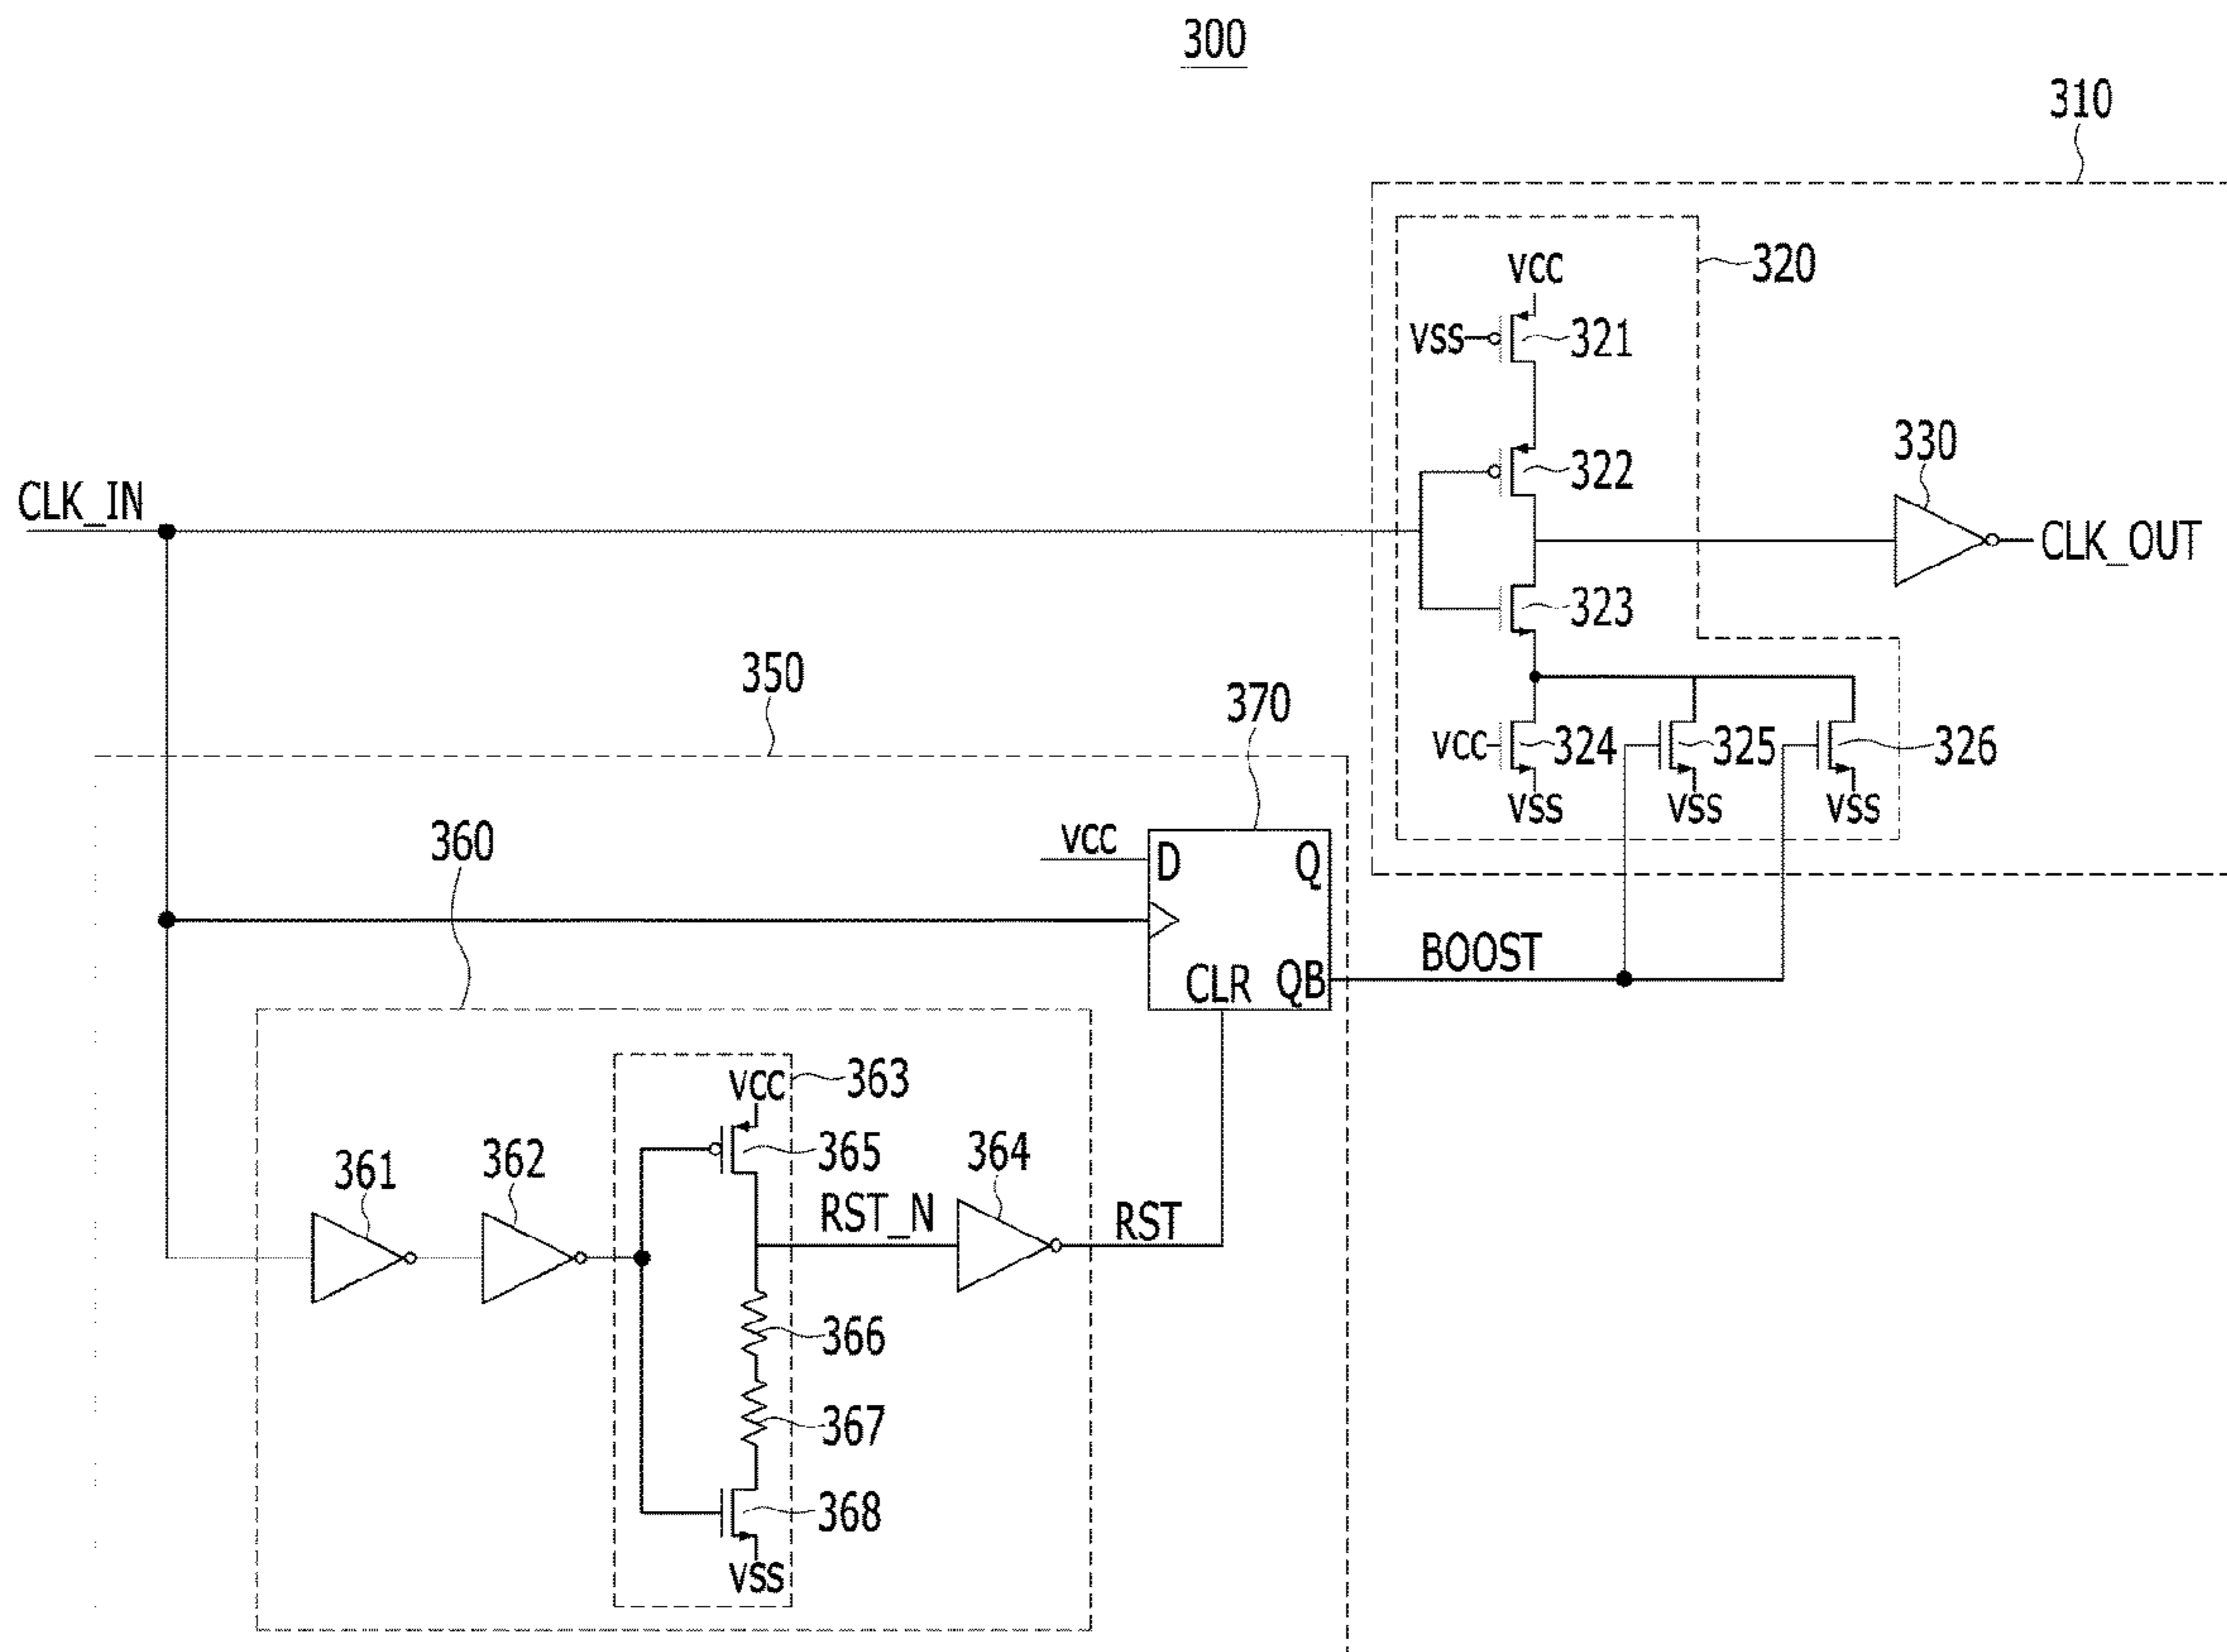 300
310
VCC
320
VSS
321
330
322
CLK_IN
CLK_OUT
323
350
370
VCC
324
325
326
VSS
VSS
VSS
360
VCC
D
Q
BOOST
CLR
QB
VCC
363
361
362
365
364
RST_N
RST
366
367
368
VSS